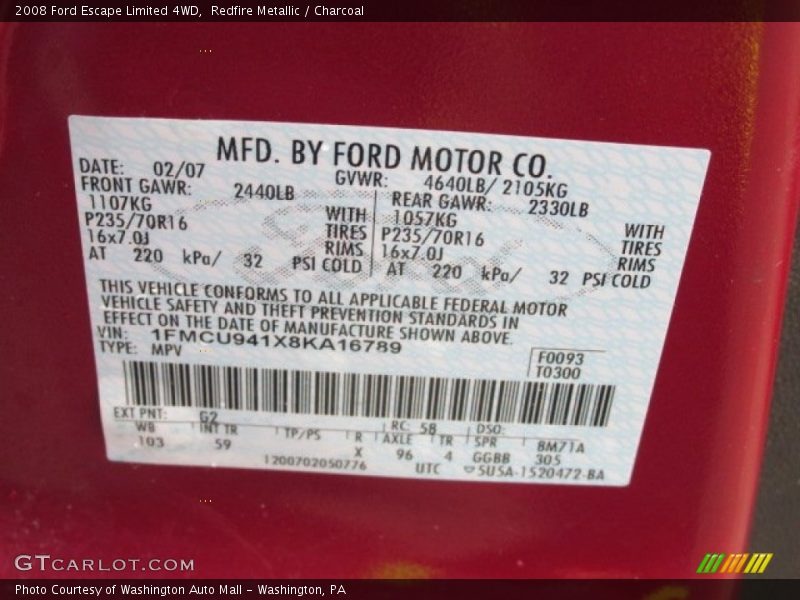 2008 Ford Escape Limited 4WD, Redfire Metallic / Charcoal
MFD. BY FORD MOTOR CO.
DATE: 02/07 GVWR: 4640LB/ 2105KG
FRONT GAWR: 2440LB REAR GAWR: 2330LB
1107KG WITH 1057KG WITH
P235/70R16 TIRES P235/70R16 TIRES
16x7.0J RIMS 16x7.0J RIMS
AT 220 kPa/ 32 PSI COLD AT 220 kPa/ 32 PSI COLD
THIS VEHICLE CONFORMS TO ALL APPLICABLE FEDERAL MOTOR
VEHICLE SAFETY AND THEFT PREVENTION STANDARDS IN
EFFECT ON THE DATE OF MANUFACTURE SHOWN ABOVE.
VIN: 1FMCU941X8KA16789
TYPE: MPV
F0093
T0300
EXT PNT: G2 RC: 58 DSO:
WB INT TR TP/PS R AXLE TR SPR BM71A
103 59 X 96 4 GGBB 305
1200702050776 UTC 5U5A-1520472-BA
GTCARLOT.COM
Photo Courtesy of Washington Auto Mall - Washington, PA